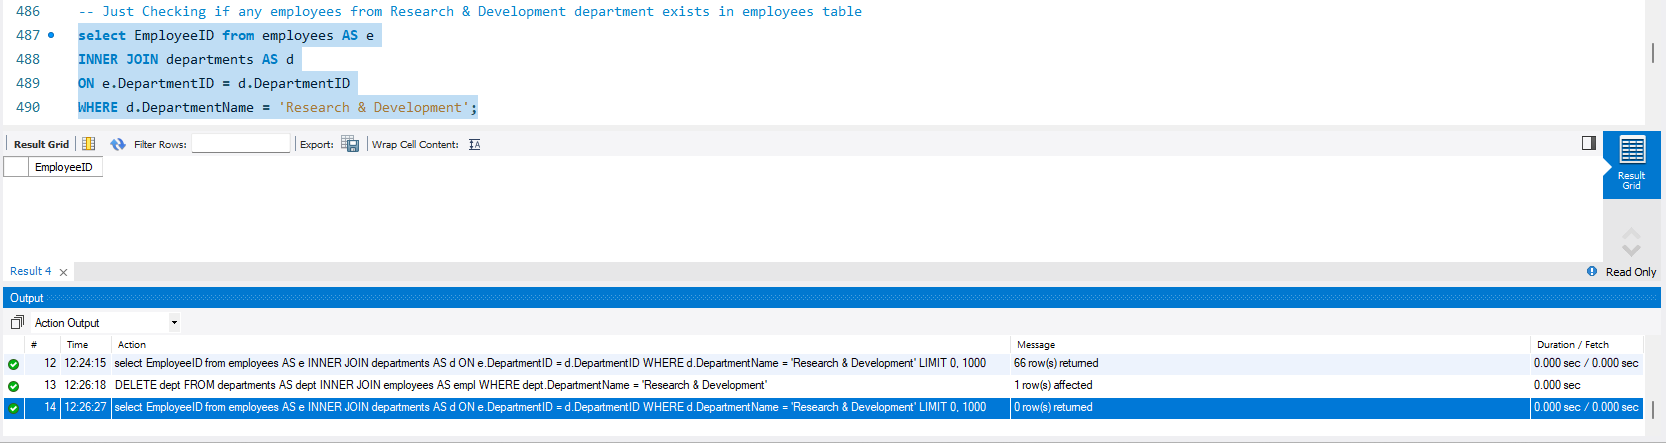 486 -- Just Checking if any employees from Research & Development department exists in employees table
487 select EmployeeID from employees AS e
488 INNER JOIN departments AS d
489 ON e.DepartmentID = d.DepartmentID
490 WHERE d.DepartmentName = 'Research & Development';
Result Grid Filter Rows: Export: Wrap Cell Content:
EmployeeID
Result Grid
Result 4 Read Only
Output
Action Output
# Time Action Message Duration / Fetch
12 12:24:15 select EmployeeID from employees AS e INNER JOIN departments AS d ON e.DepartmentID = d.DepartmentID WHERE d.DepartmentName = 'Research & Development' LIMIT 0, 1000 66 row(s) returned 0.000 sec / 0.000 sec
13 12:26:18 DELETE dept FROM departments AS dept INNER JOIN employees AS empl WHERE dept.DepartmentName = 'Research & Development' 1 row(s) affected 0.000 sec
14 12:26:27 select EmployeeID from employees AS e INNER JOIN departments AS d ON e.DepartmentID = d.DepartmentID WHERE d.DepartmentName = 'Research & Development' LIMIT 0, 1000 0 row(s) returned 0.000 sec / 0.000 sec